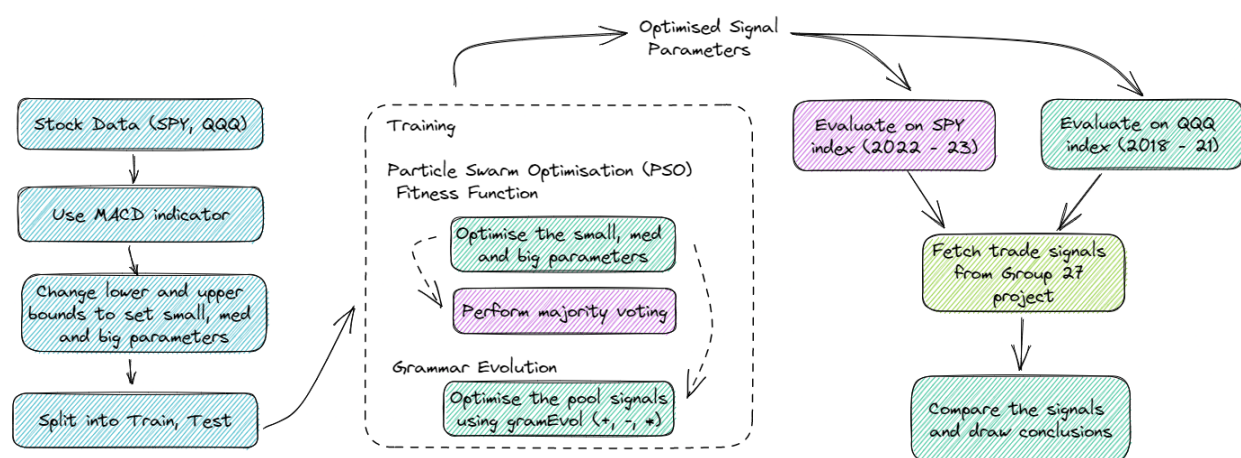 Stock Data (SPY, QQQ)
Use MACD indicator
Change lower and upper
bounds to set small, med
and big parameters
Split into Train, Test
Training
Particle Swarm Optimisation (PSO)
Fitness Function
Optimise the small, med
and big parameters
Perform majority voting
Grammar Evolution
Optimise the pool signals
using gramEvol (+, -, *)
Optimised Signal
Parameters
Evaluate on SPY
index (2022 - 23)
Evaluate on QQQ
index (2018 - 21)
Fetch trade signals
from Group 27
project
Compare the signals
and draw conclusions